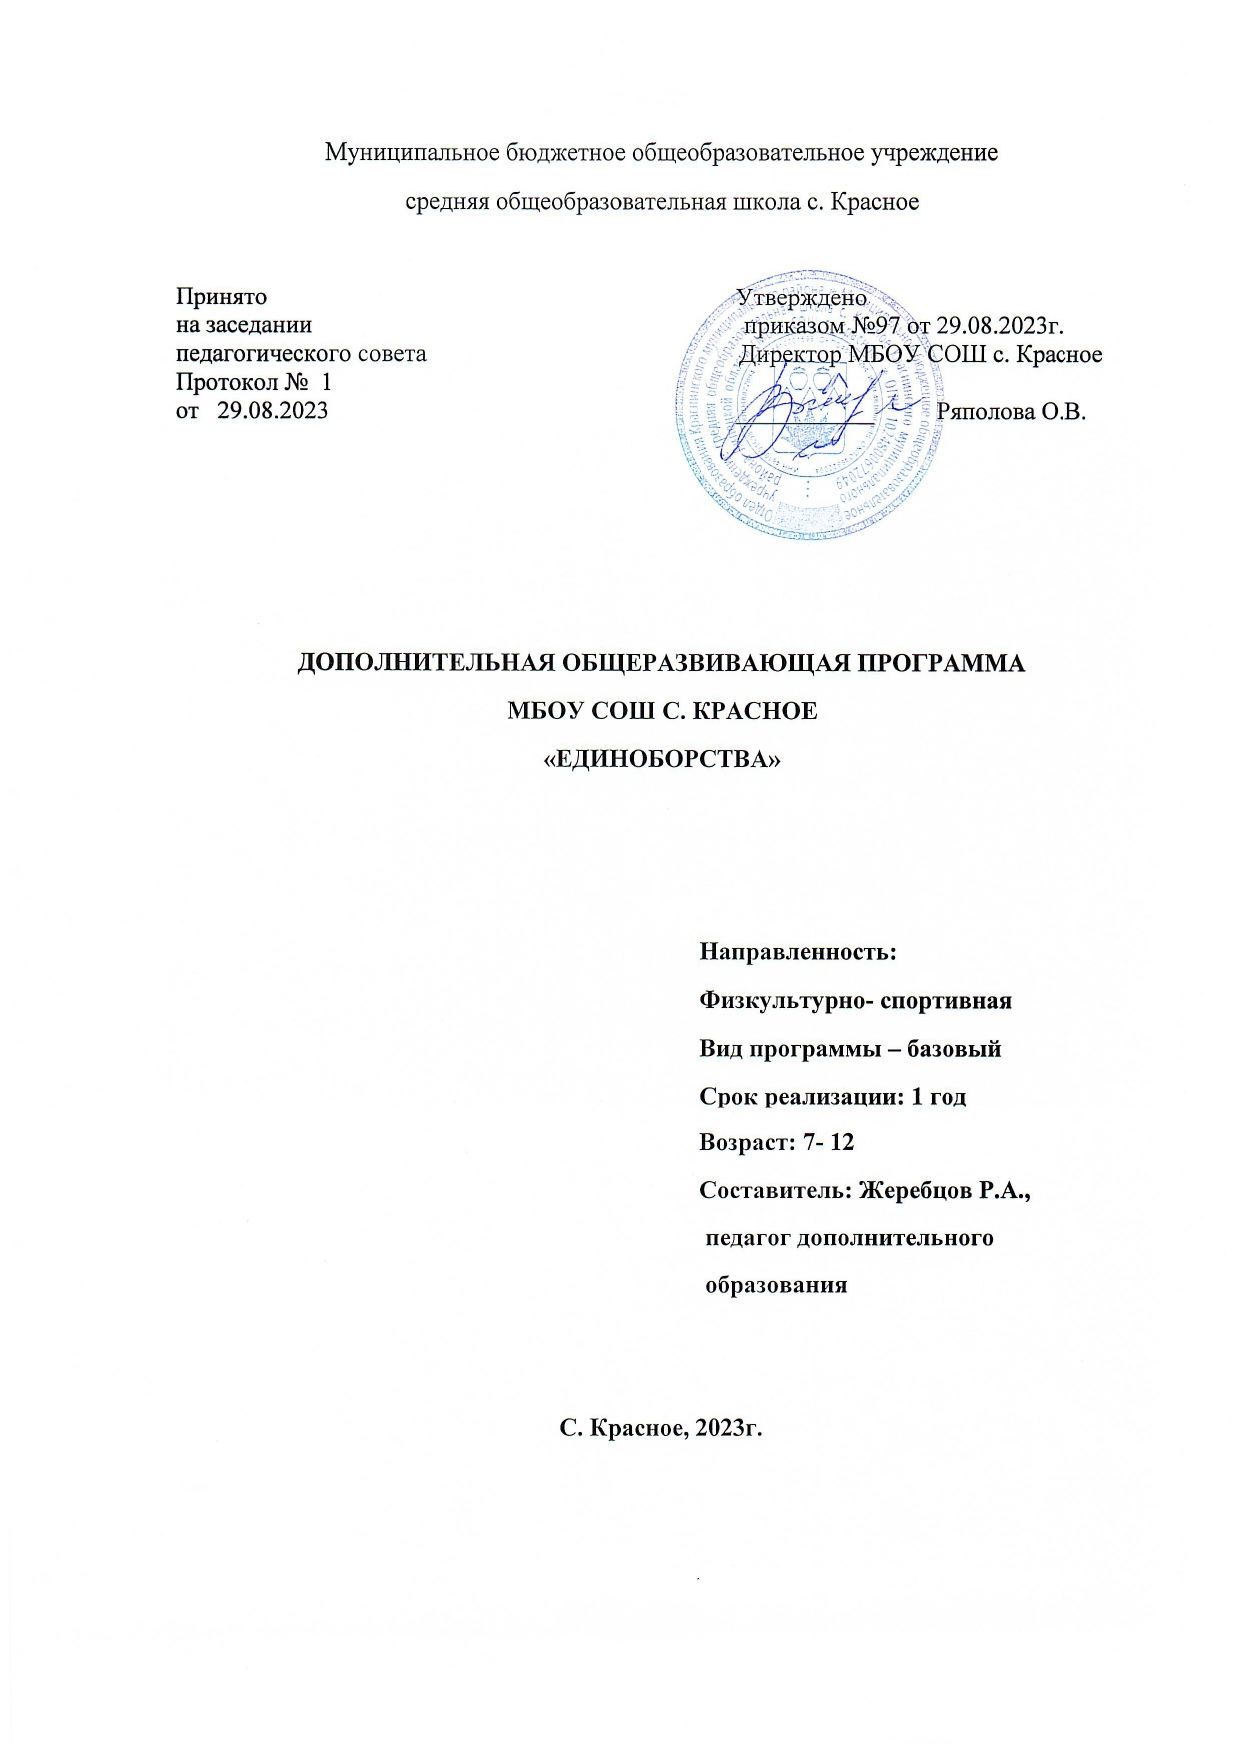 Муниципальное бюджетное общеобразовательное учреждение
средняя общеобразовательная школа с. Красное
Принято
на заседании
педагогического совета
Протокол № 1
от 29.08.2023
Утверждено
приказом №97 от 29.08.2023г.
Директор МБОУ СОШ с. Красное
Ряполова О.В.
ДОПОЛНИТЕЛЬНАЯ ОБЩЕРАЗВИВАЮЩАЯ ПРОГРАММА
МБОУ СОШ С. КРАСНОЕ
«ЕДИНОБОРСТВА»
Направленность:
Физкультурно- спортивная
Вид программы – базовый
Срок реализации: 1 год
Возраст: 7- 12
Составитель: Жеребцов Р.А.,
педагог дополнительного
образования
С. Красное, 2023г.